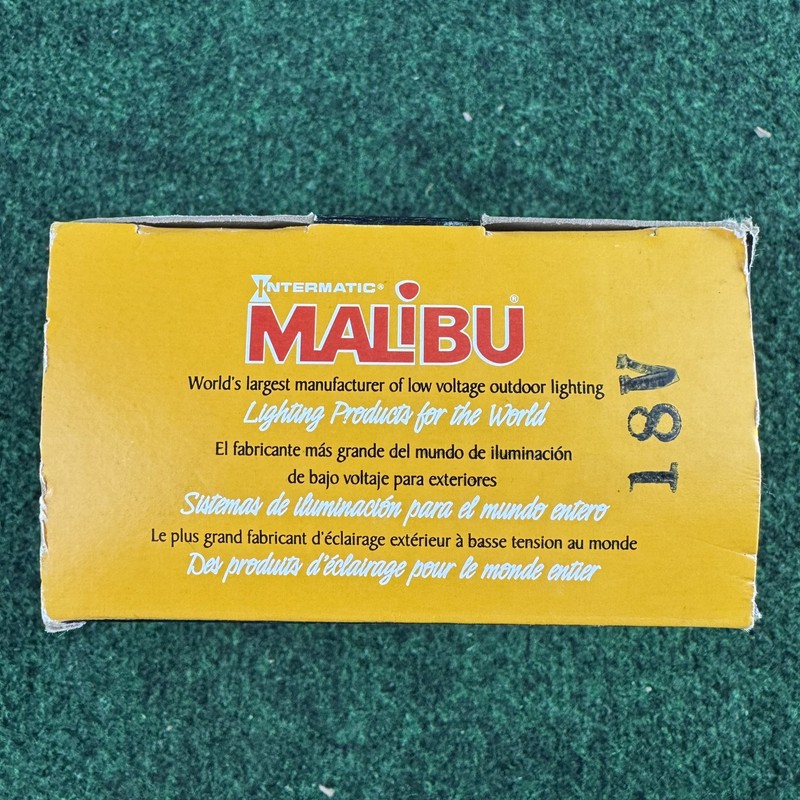 INTERMATIC®
MALIBU®
World's largest manufacturer of low voltage outdoor lighting
Lighting Products for the World
El fabricante más grande del mundo de iluminación
de bajo voltaje para exteriores
Sistemas de iluminación para el mundo entero
Le plus grand fabricant d'éclairage extérieur à basse tension au monde
Des produits d'éclairage pour le monde entier
18V